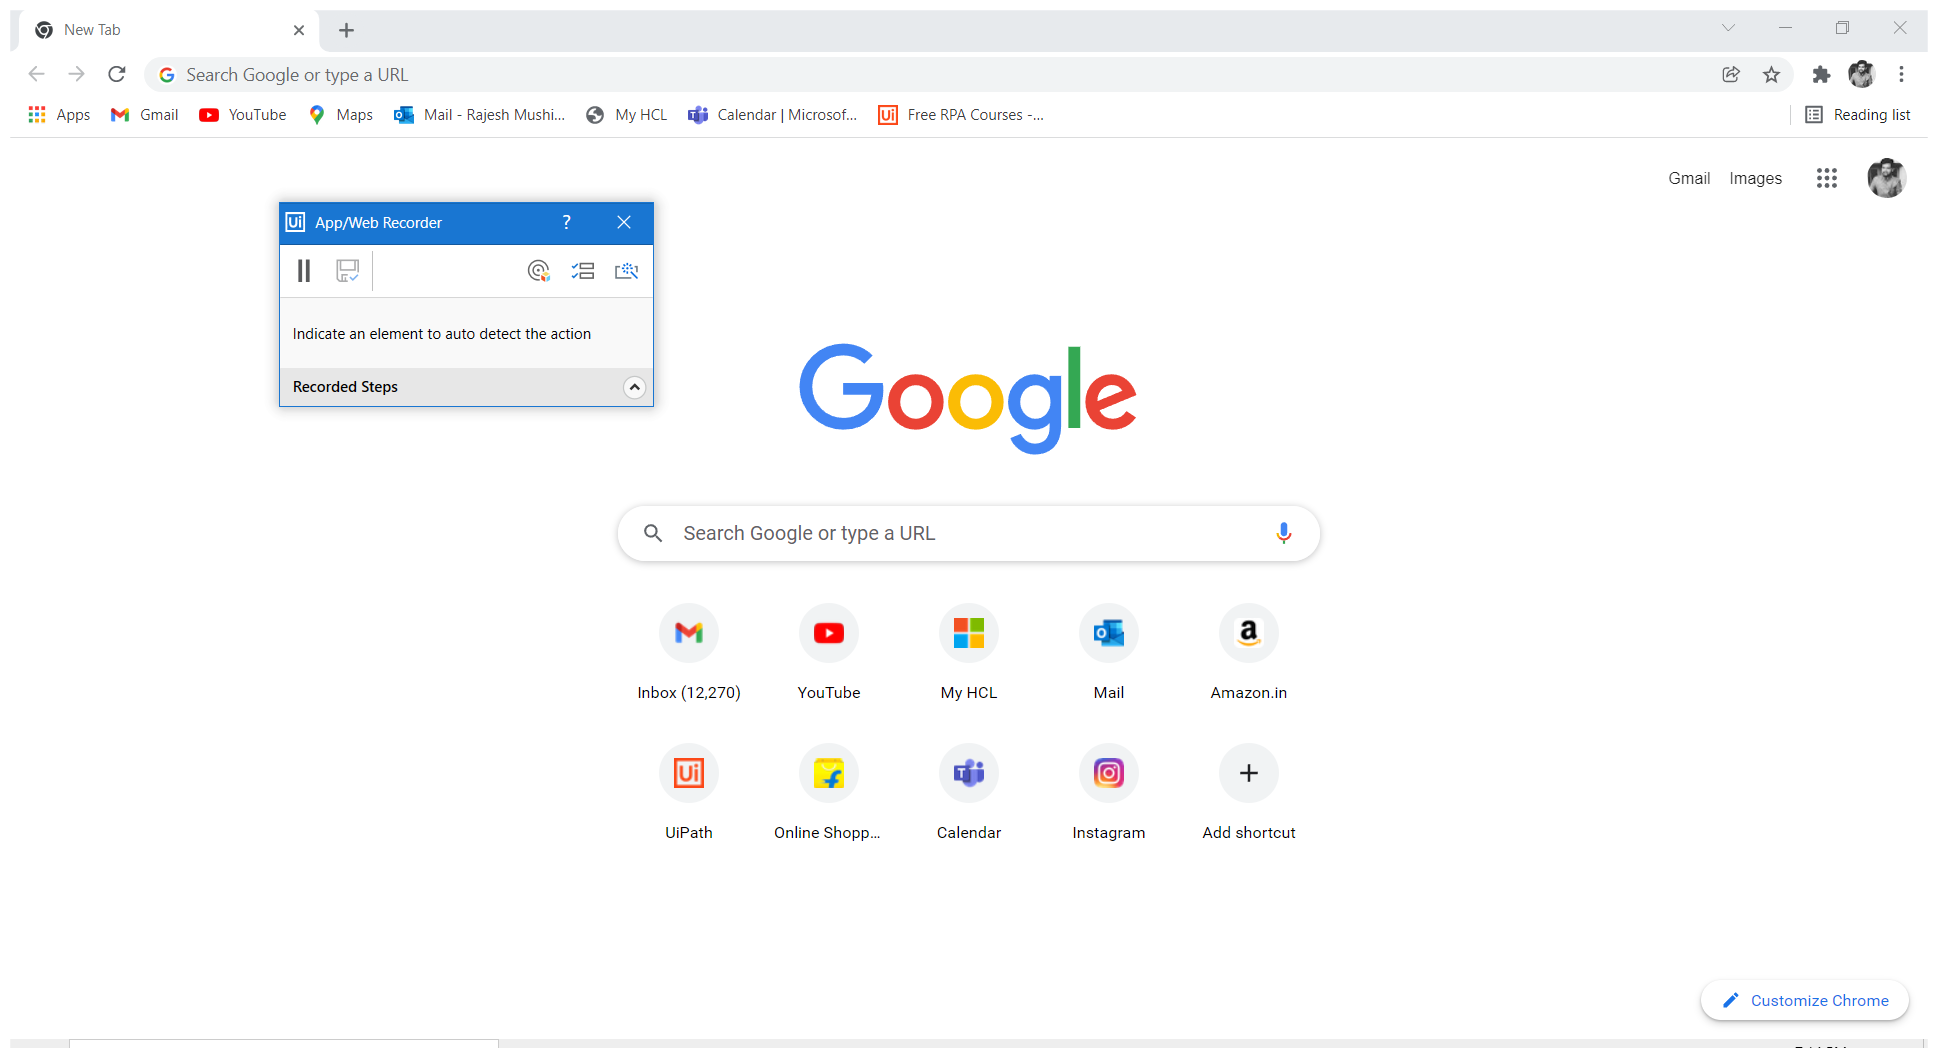 New Tab
Search Google or type a URL
Apps Gmail YouTube Maps Mail - Rajesh Mushi... My HCL Calendar | Microsof... Ui Free RPA Courses -... Reading list
Gmail Images
Ui App/Web Recorder ?
Indicate an element to auto detect the action
Recorded Steps
Google
Search Google or type a URL
Inbox (12,270) YouTube My HCL Mail Amazon.in
Ui
UiPath Online Shopp... Calendar Instagram Add shortcut
Customize Chrome